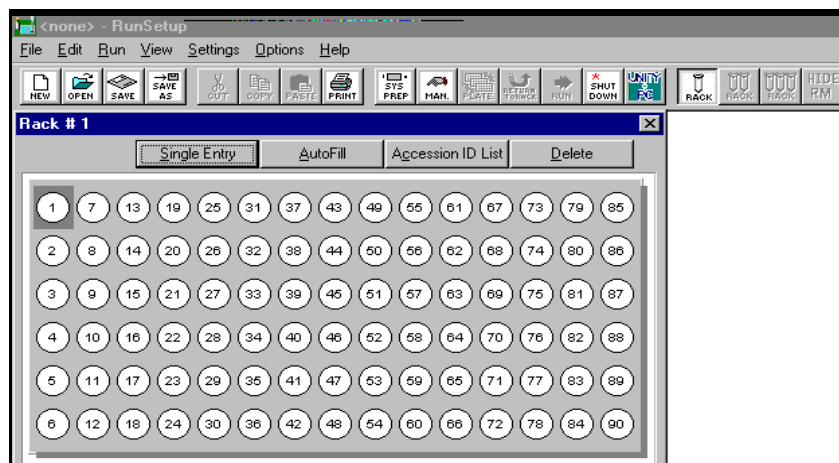 <none> - RunSetup
File Edit Run View Settings Options Help
NEW OPEN SAVE SAVE AS CUT COPY PASTE PRINT SYS PREP MAN. PLATE RETURN TO RACK RUN SHUT DOWN UNITY PC RACK RACK RACK HIDE RM
Rack # 1
Single Entry AutoFill Accession ID List Delete
1 7 13 19 25 31 37 43 49 55 61 67 73 79 85
2 8 14 20 26 32 38 44 50 56 62 68 74 80 86
3 9 15 21 27 33 39 45 51 57 63 69 75 81 87
4 10 16 22 28 34 40 46 52 58 64 70 76 82 88
5 11 17 23 29 35 41 47 53 59 65 71 77 83 89
6 12 18 24 30 36 42 48 54 60 66 72 78 84 90